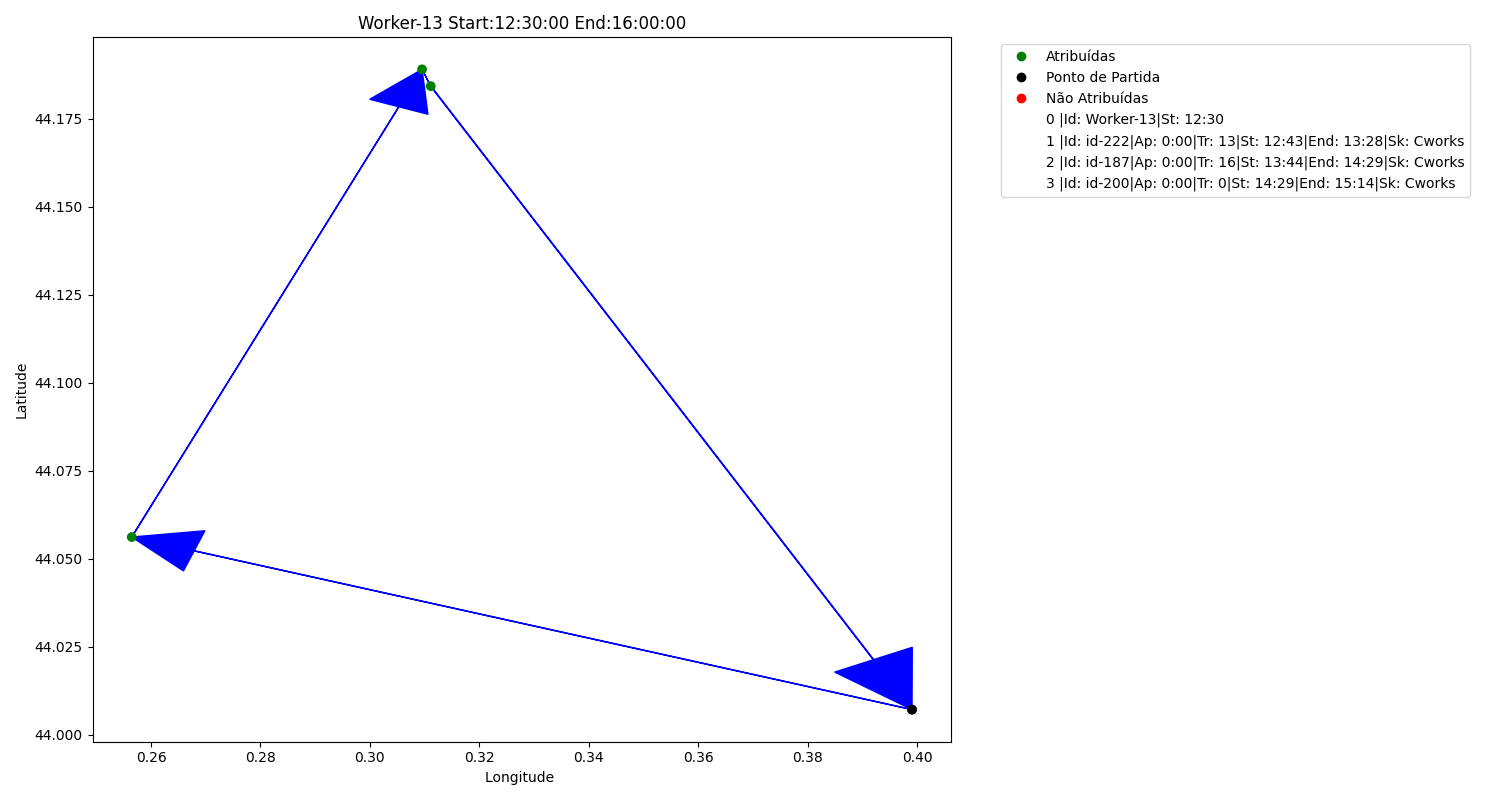 Worker-13 Start:12:30:00 End:16:00:00
Atribuídas
Ponto de Partida
Não Atribuídas
0 |Id: Worker-13|St: 12:30
1 |Id: id-222|Ap: 0:00|Tr: 13|St: 12:43|End: 13:28|Sk: Cworks
2 |Id: id-187|Ap: 0:00|Tr: 16|St: 13:44|End: 14:29|Sk: Cworks
3 |Id: id-200|Ap: 0:00|Tr: 0|St: 14:29|End: 15:14|Sk: Cworks
Latitude
44.175
44.150
44.125
44.100
44.075
44.050
44.025
44.000
0.26 0.28 0.30 0.32 0.34 0.36 0.38 0.40
Longitude